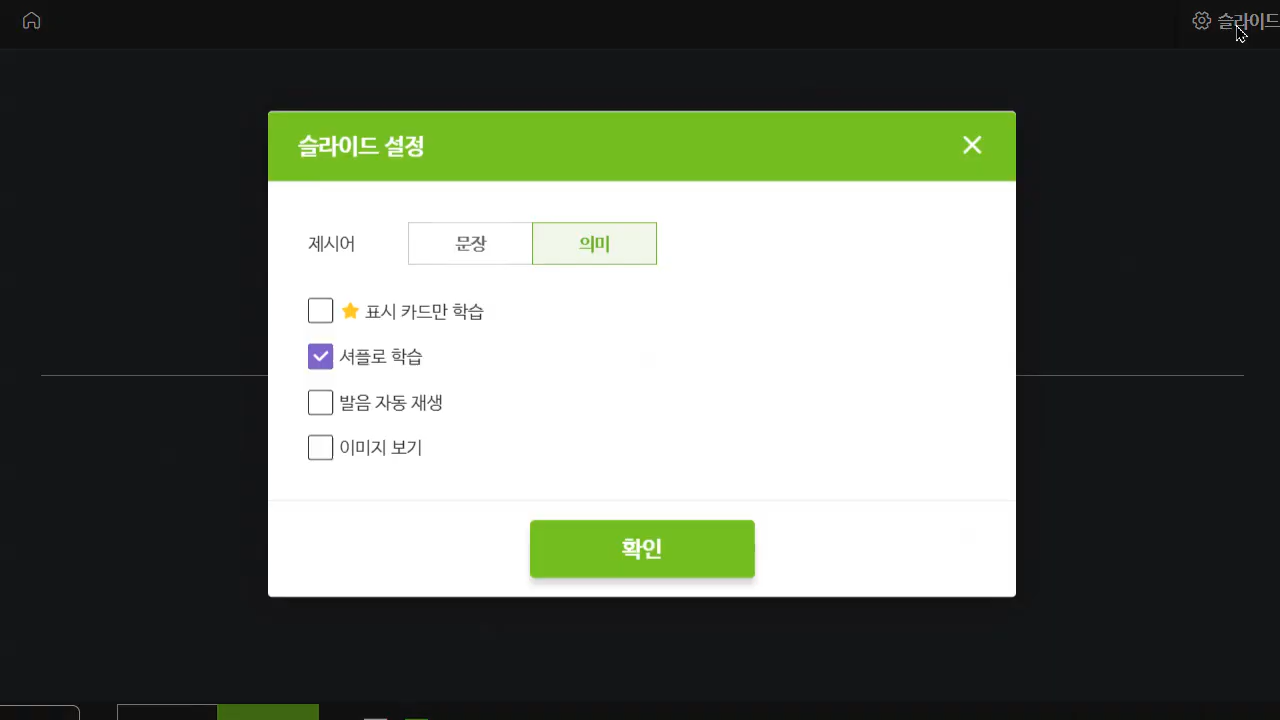 슬라이드
슬라이드 설정
제시어 문장 의미
표시 카드만 학습
셔플로 학습
발음 자동 재생
이미지 보기
확인